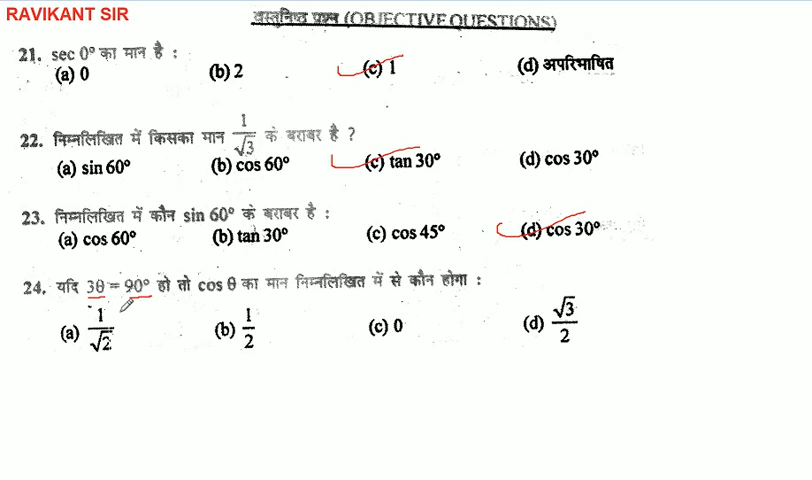 RAVIKANT SIR
वस्तुनिष्ठ प्रश्न (OBJECTIVE QUESTIONS)
21. sec 0° का मान है :
(a) 0 (b) 2 (c) 1 (d) अपरिभाषित
22. निम्नलिखित में किसका मान 1/√3 के बराबर है ?
(a) sin 60° (b) cos 60° (c) tan 30° (d) cos 30°
23. निम्नलिखित में कौन sin 60° के बराबर है :
(a) cos 60° (b) tan 30° (c) cos 45° (d) cos 30°
24. यदि 3θ = 90° हो तो cos θ का मान निम्नलिखित में से कौन होगा :
(a) 1/√2 (b) 1/2 (c) 0 (d) √3/2